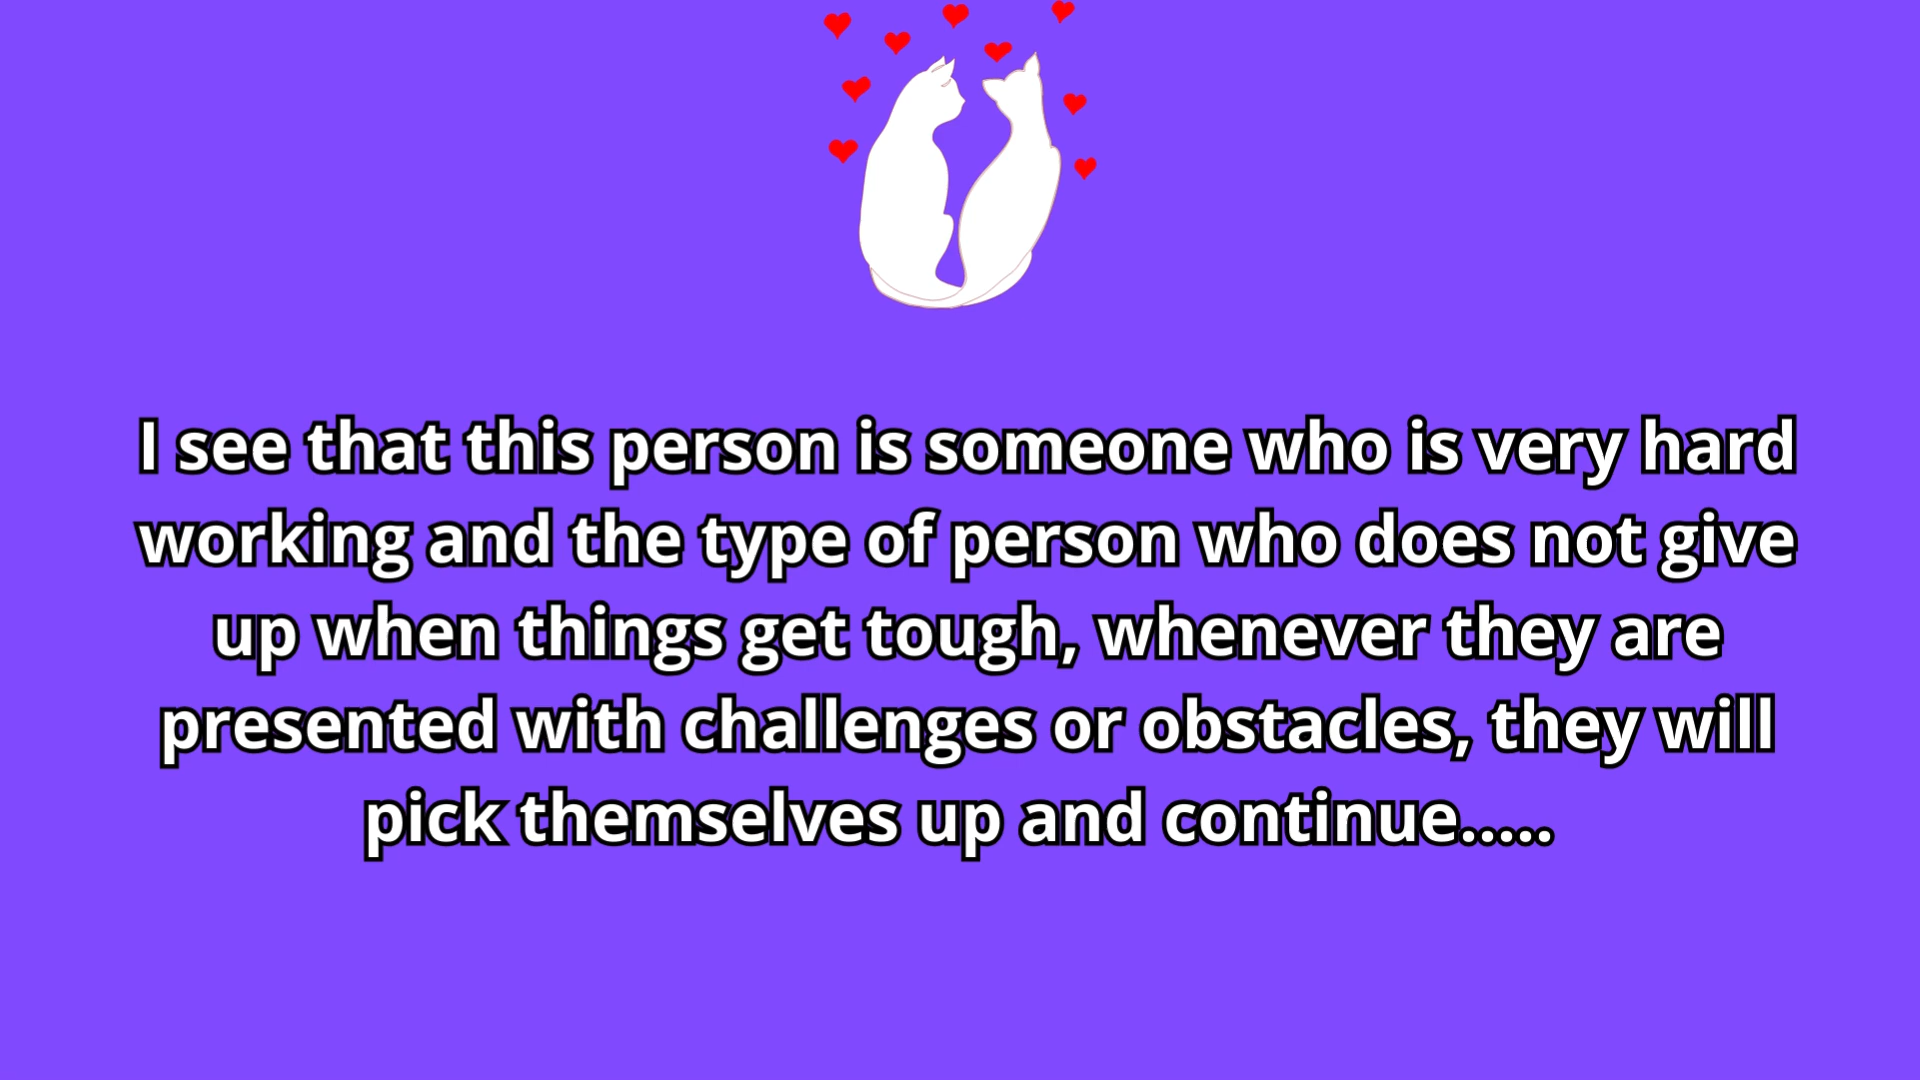 I see that this person is someone who is very hard
working and the type of person who does not give
up when things get tough, whenever they are
presented with challenges or obstacles, they will
pick themselves up and continue.....